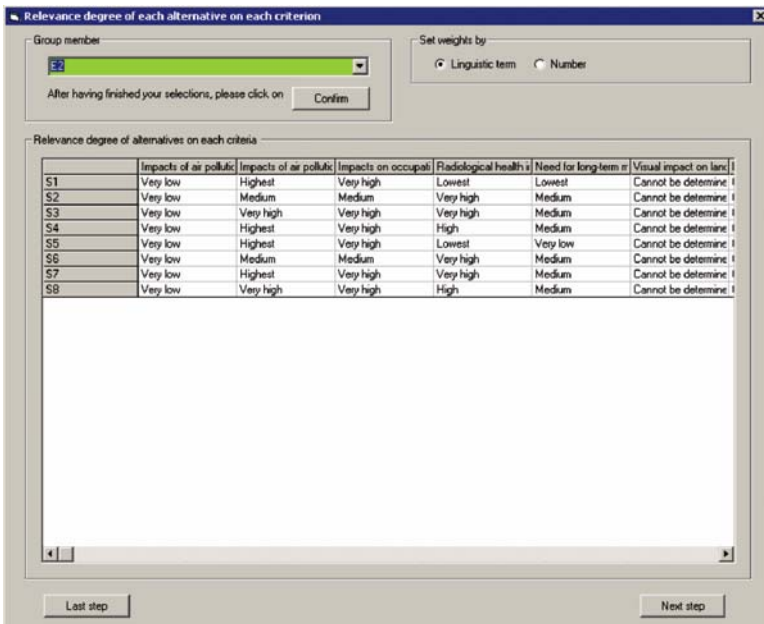 Relevance degree of each alternative on each criterion
Group member
Set weights by
E2
Linguistic term Number
After having finished your selections, please click on Confirm
Relevance degree of alternatives on each criteria
Impacts of air pollutic Impacts of air pollutic Impacts on occupati Radiological health i Need for long-term m Visual impact on lanc
S1 Very low Highest Very high Lowest Lowest Cannot be determine
S2 Very low Medium Medium Very high Medium Cannot be determine
S3 Very low Very high Very high Very high Medium Cannot be determine
S4 Very low Highest Very high High Medium Cannot be determine
S5 Very low Highest Very high Lowest Very low Cannot be determine
S6 Very low Medium Medium Very high Medium Cannot be determine
S7 Very low Highest Very high Very high Medium Cannot be determine
S8 Very low Very high Very high High Medium Cannot be determine
Last step Next step